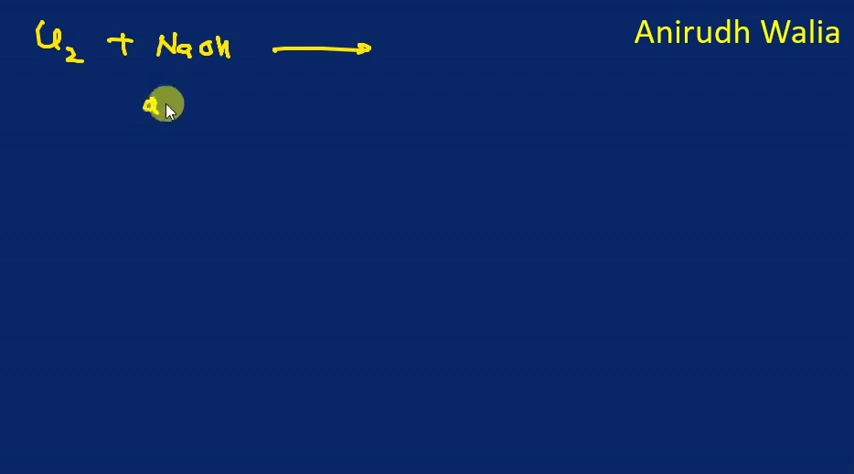 Anirudh Walia
Cl₂ + NaOH ⟶
a